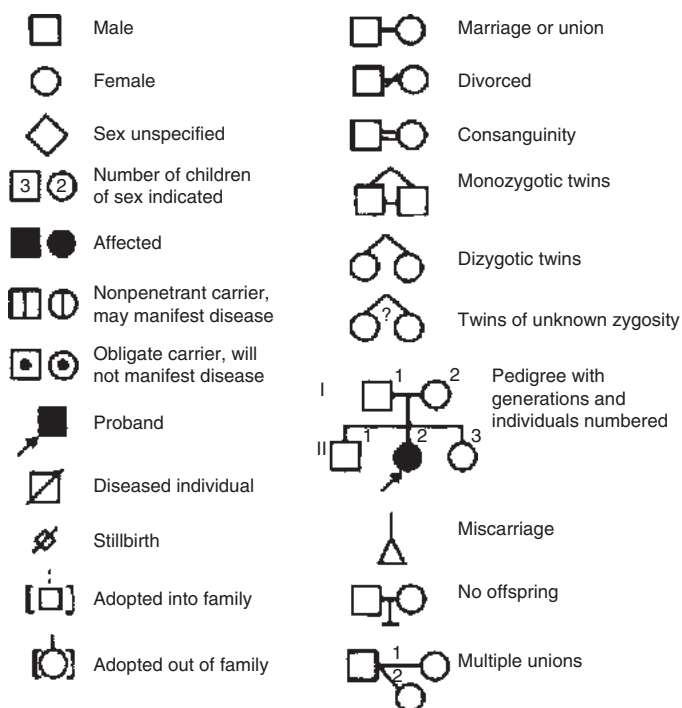 Male
Female
Sex unspecified
3 2
Number of children
of sex indicated
Affected
Nonpenetrant carrier,
may manifest disease
Obligate carrier, will
not manifest disease
Proband
Diseased individual
Stillbirth
Adopted into family
Adopted out of family
Marriage or union
Divorced
Consanguinity
Monozygotic twins
Dizygotic twins
?
Twins of unknown zygosity
I 1 2
II 1 2 3
Pedigree with
generations and
individuals numbered
Miscarriage
No offspring
1
2
Multiple unions